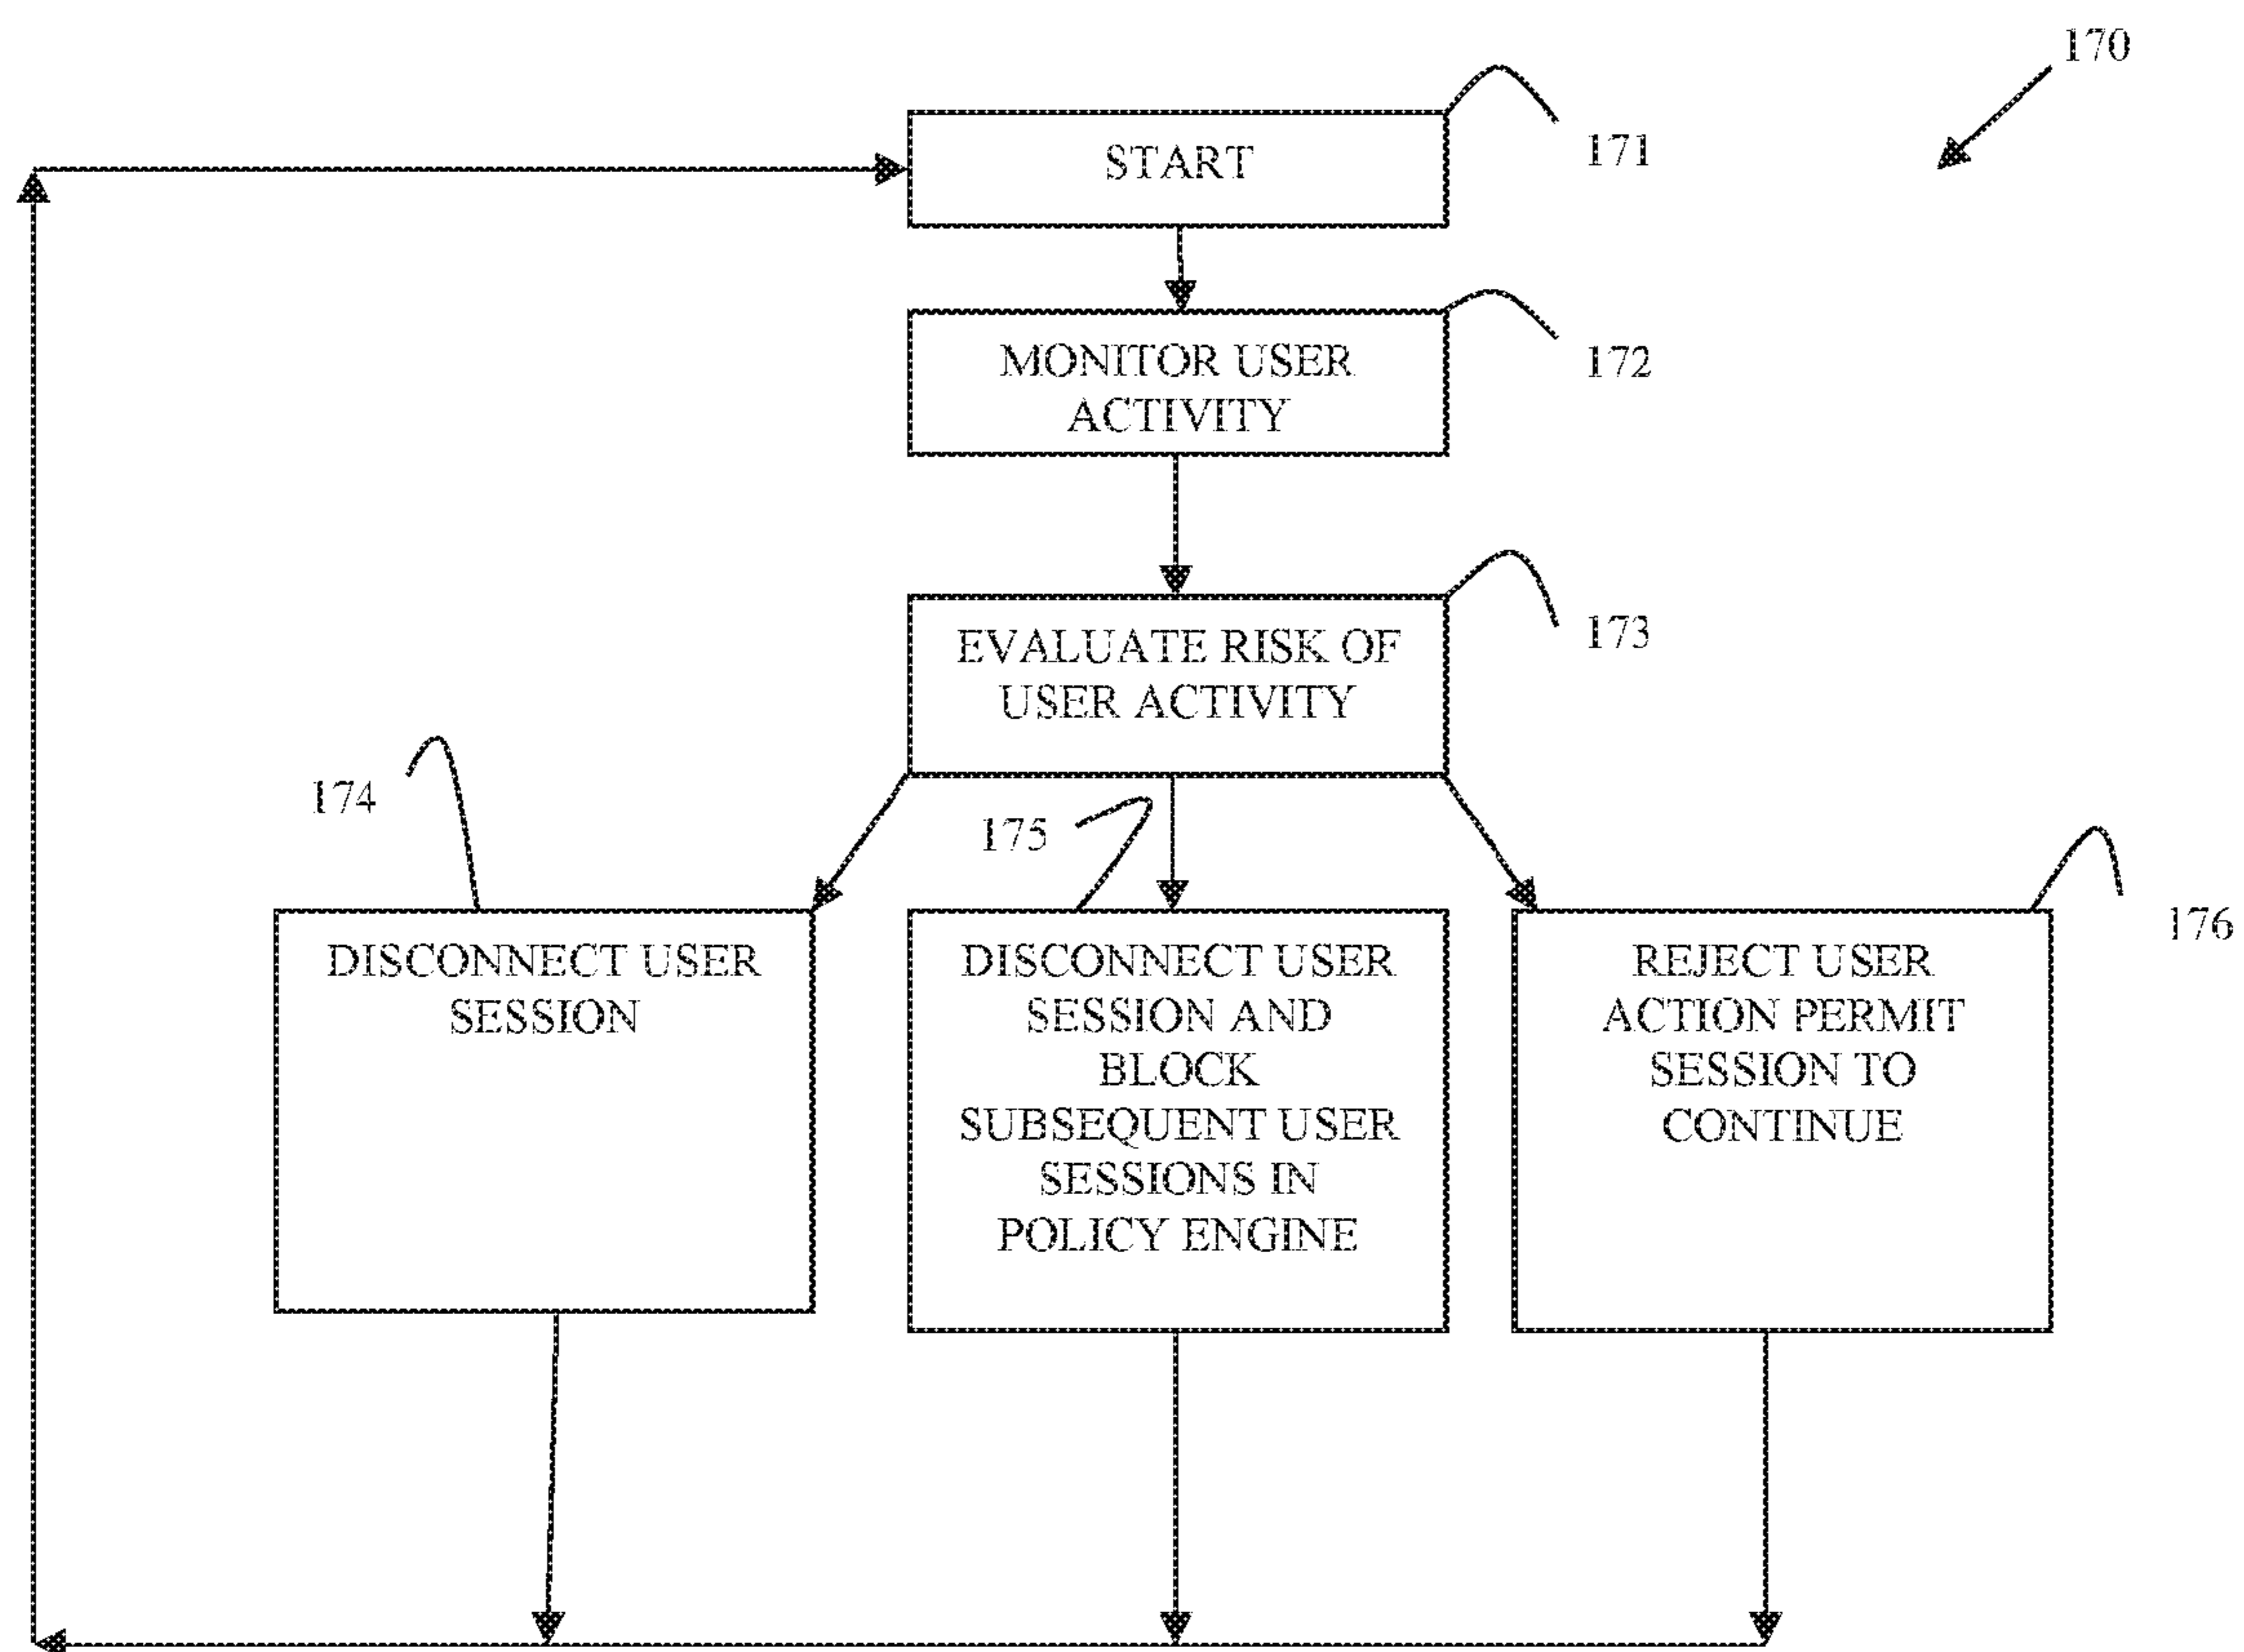 170
START
171
MONITOR USER
ACTIVITY
172
EVALUATE RISK OF
USER ACTIVITY
173
174
175
DISCONNECT USER
SESSION
DISCONNECT USER
SESSION AND
BLOCK
SUBSEQUENT USER
SESSIONS IN
POLICY ENGINE
REJECT USER
ACTION PERMIT
SESSION TO
CONTINUE
176